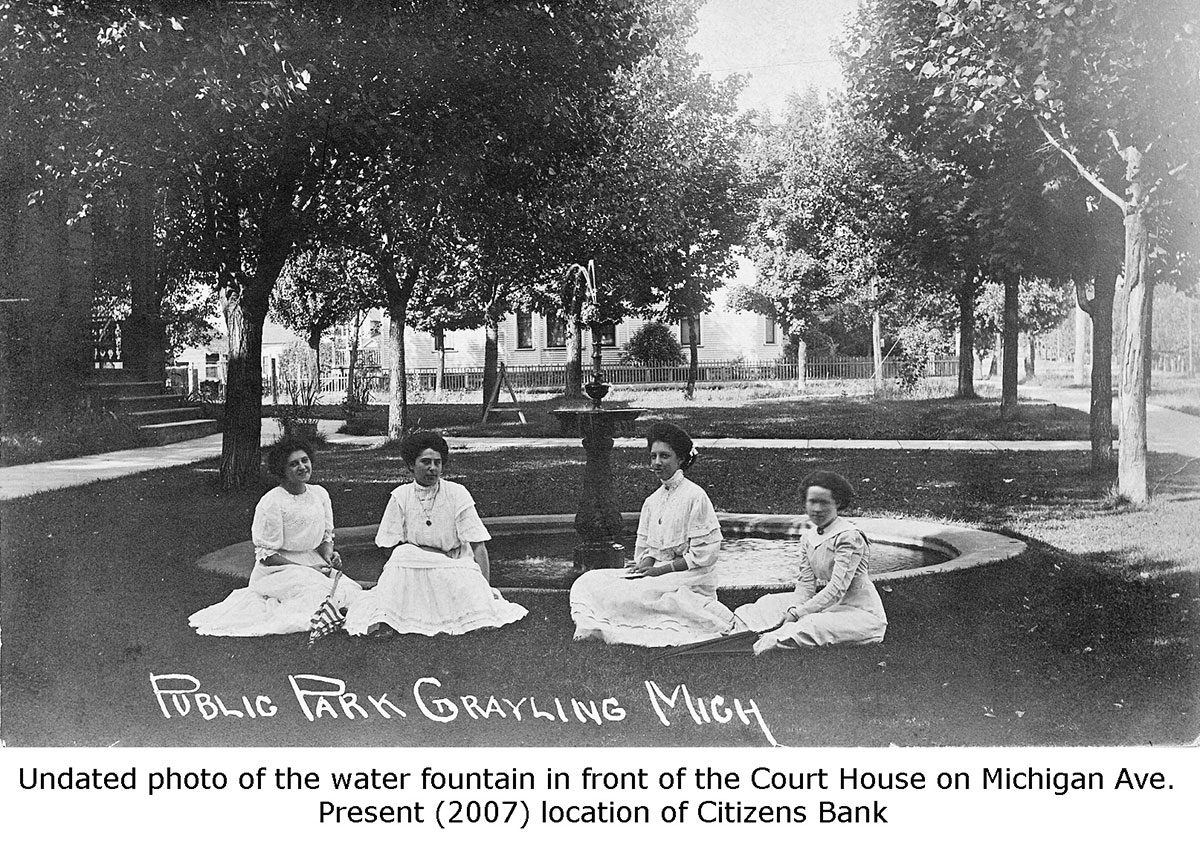 Public Park Grayling Mich
Undated photo of the water fountain in front of the Court House on Michigan Ave.
Present (2007) location of Citizens Bank